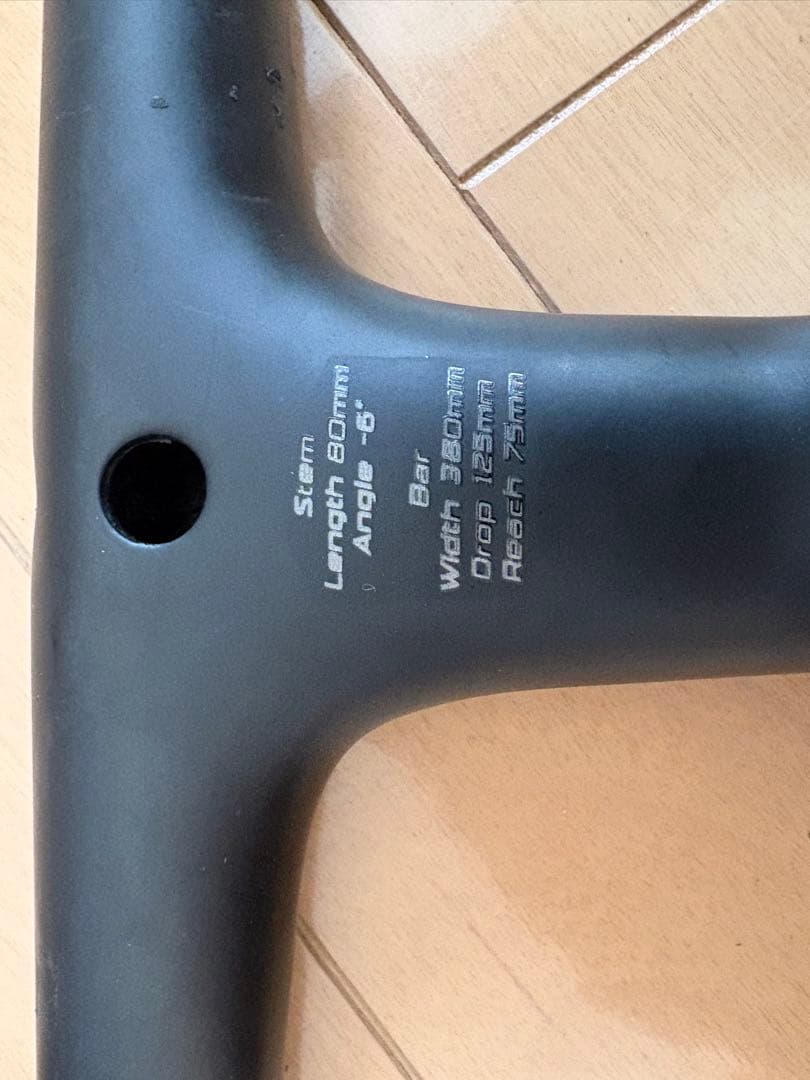 Stem
Length 80mm
Angle -6°
Bar
Width 380mm
Drop 125mm
Reach 75mm